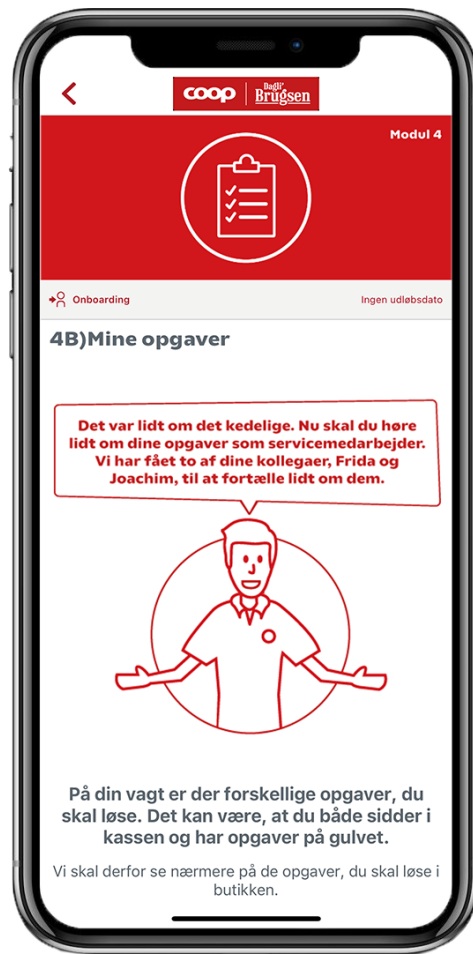 coop Dagli' Brugsen
Modul 4
Onboarding Ingen udløbsdato
4B)Mine opgaver
Det var lidt om det kedelige. Nu skal du høre
lidt om dine opgaver som servicemedarbejder.
Vi har fået to af dine kollegaer, Frida og
Joachim, til at fortælle lidt om dem.
På din vagt er der forskellige opgaver, du
skal løse. Det kan være, at du både sidder i
kassen og har opgaver på gulvet.
Vi skal derfor se nærmere på de opgaver, du skal løse i
butikken.